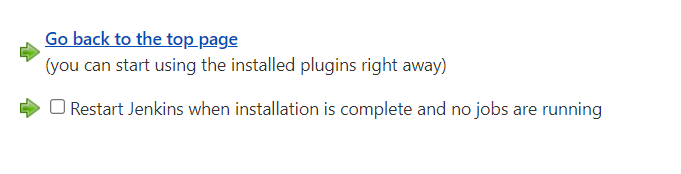 Go back to the top page
(you can start using the installed plugins right away)
Restart Jenkins when installation is complete and no jobs are running